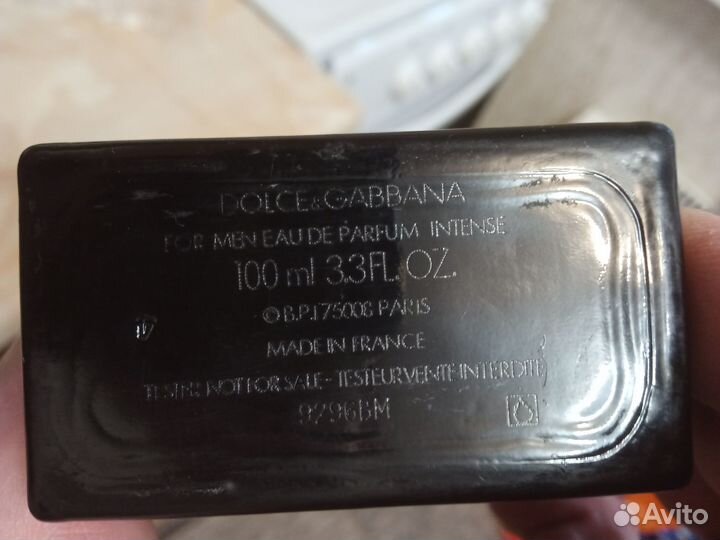 DOLCE&GABBANA
FOR MEN EAU DE PARFUM INTENSE
100 ml 3.3FL. OZ.
© B.P.175008 PARIS
MADE IN FRANCE
TESTER NOT FOR SALE - TESTEUR VENTE INTERDITE
9296BM
Avito